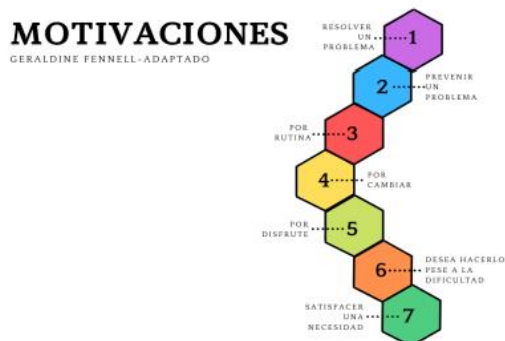 MOTIVACIONES
GERALDINE FENNELL-ADAPTADO
RESOLVER
UN
PROBLEMA
1
2
PREVENIR
UN
PROBLEMA
POR
RUTINA
3
4
POR
CAMBIAR
POR
DISFRUTE
5
6
DESEA HACERLO
PESE A LA
DIFICULTAD
SATISFACER
UNA
NECESIDAD
7